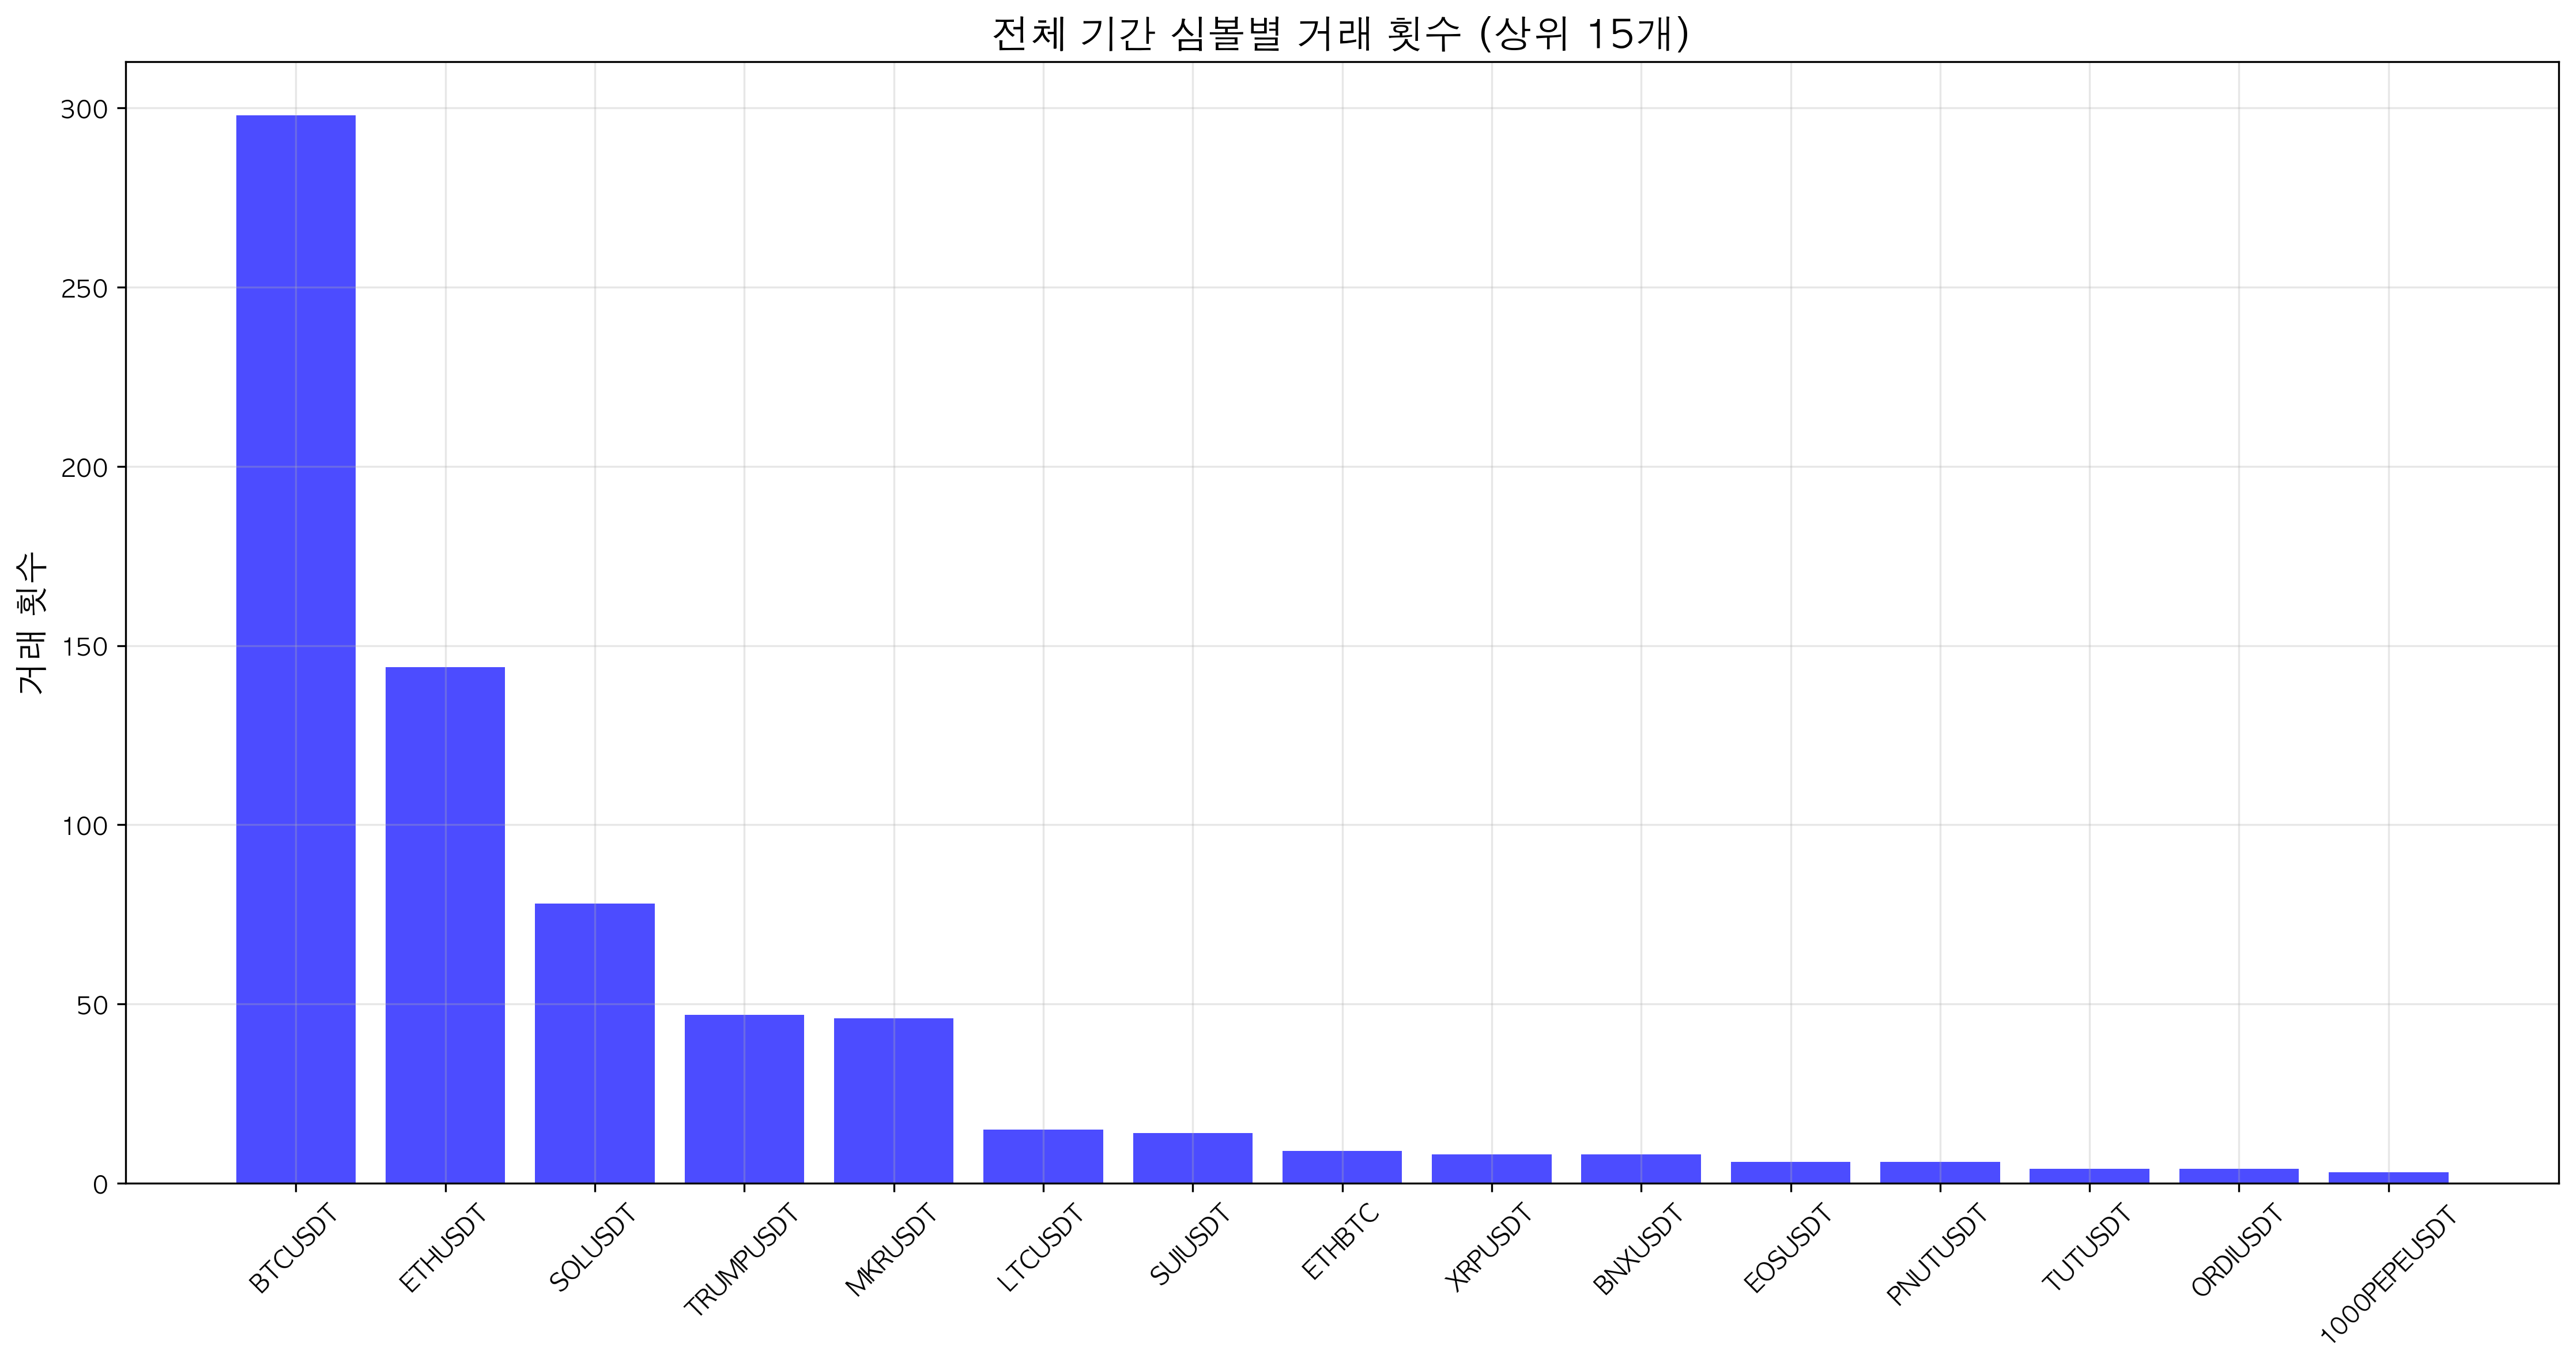 전체 기간 심볼별 거래 횟수 (상위 15개)
거래 횟수
300
250
200
150
100
50
0
BTCUSDT
ETHUSDT
SOLUSDT
TRUMPUSDT
MKRUSDT
LTCUSDT
SUIUSDT
ETHBTC
XRPUSDT
BNXUSDT
EOSUSDT
PNUTUSDT
TUTUSDT
ORDIUSDT
1000PEPEUSDT